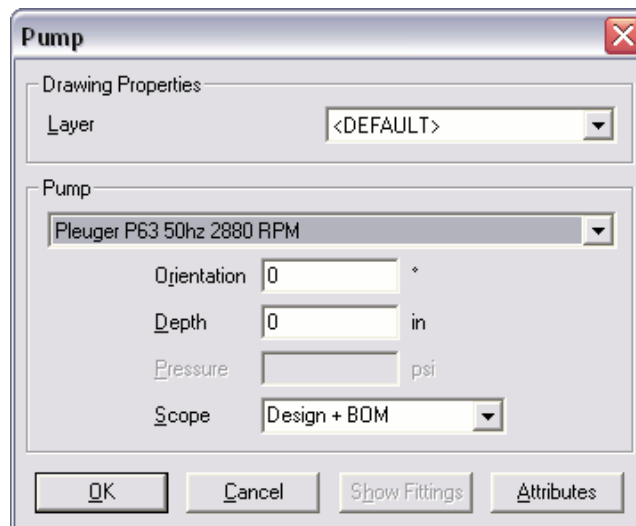 Pump
Drawing Properties
Layer <DEFAULT>
Pump
Pleuger P63 50hz 2880 RPM
Orientation 0 °
Depth 0 in
Pressure psi
Scope Design + BOM
OK Cancel Show Fittings Attributes